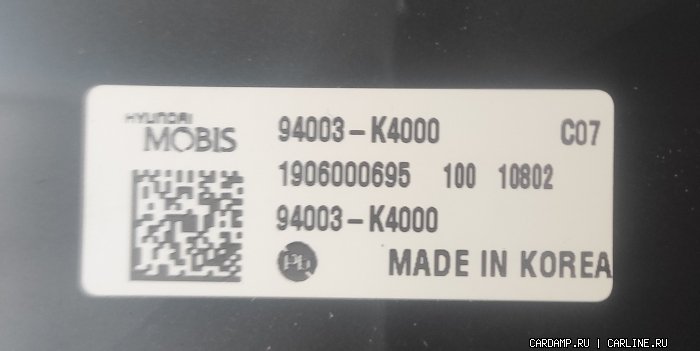 HYUNDAI
MOBIS
94003-K4000 C07
1906000695 100 10802
94003-K4000
Pb
MADE IN KOREA
CARDAMP.RU | CARLINE.RU